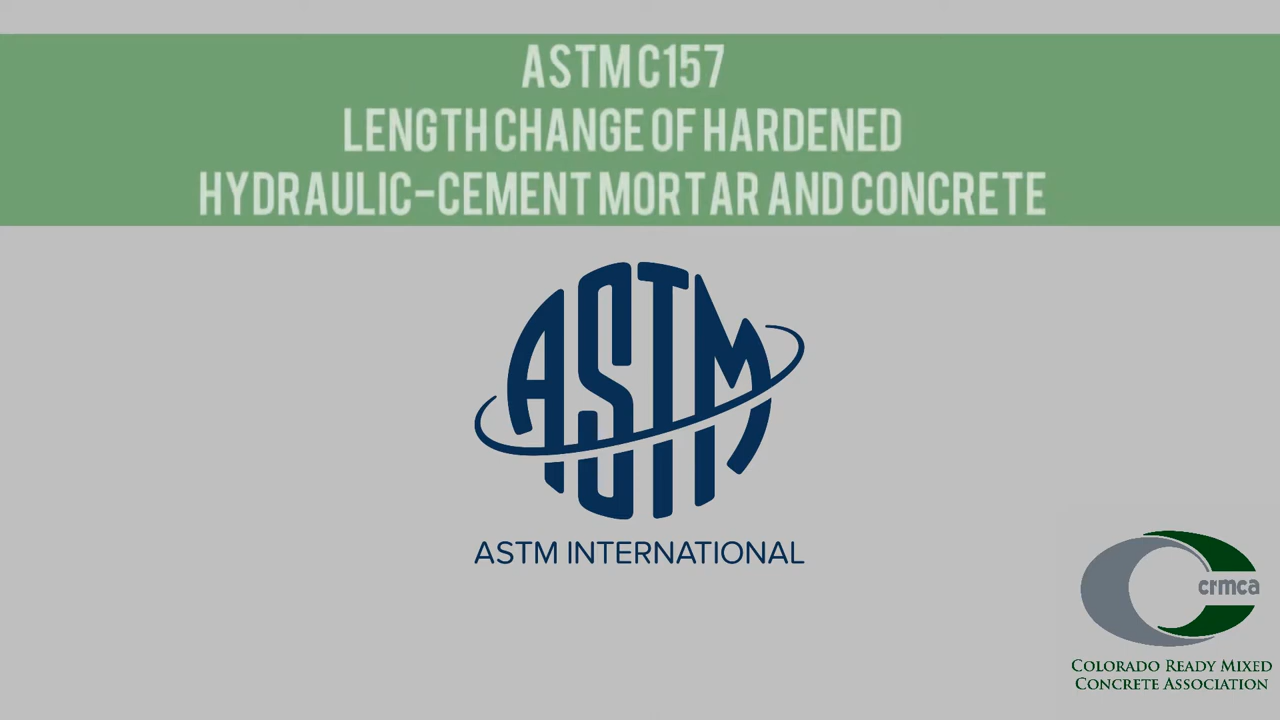 ASTM C157
LENGTH CHANGE OF HARDENED
HYDRAULIC-CEMENT MORTAR AND CONCRETE
ASTM
ASTM INTERNATIONAL
crmca
COLORADO READY MIXED
CONCRETE ASSOCIATION